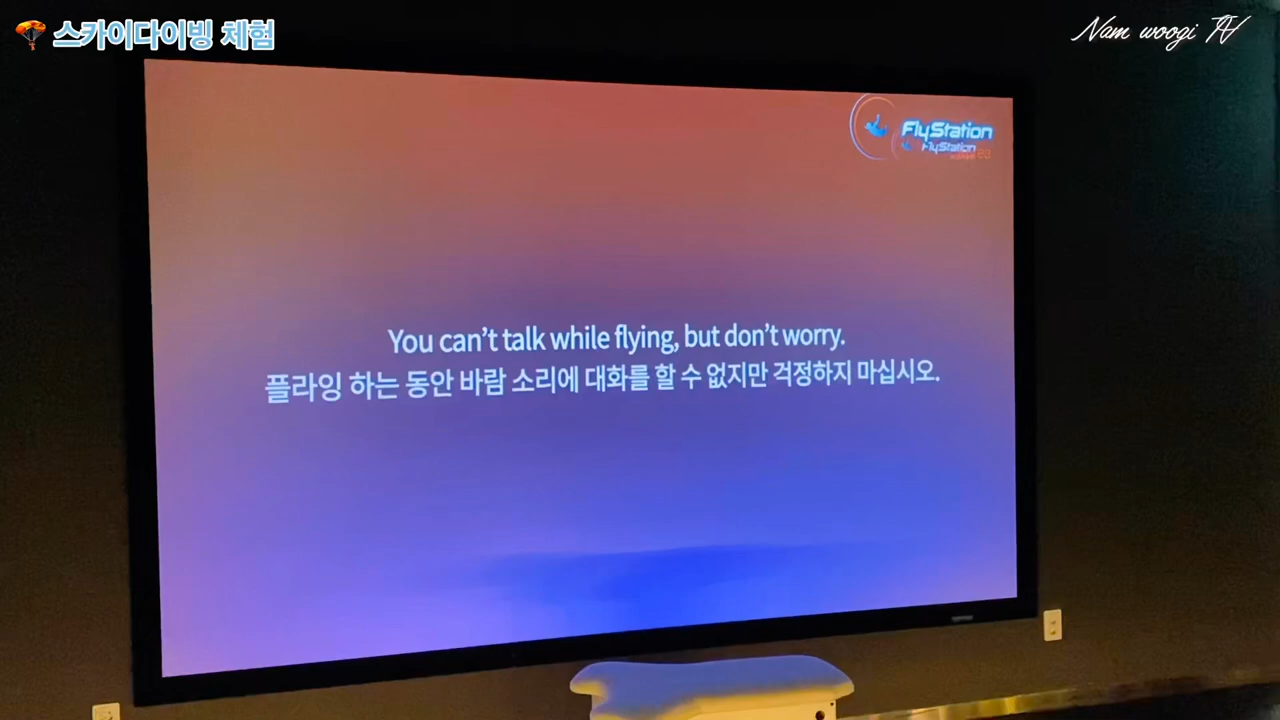 스카이다이빙 체험
Nam woogi TV
FlyStation
FlyStation
You can't talk while flying, but don't worry.
플라잉 하는 동안 바람 소리에 대화를 할 수 없지만 걱정하지 마십시오.